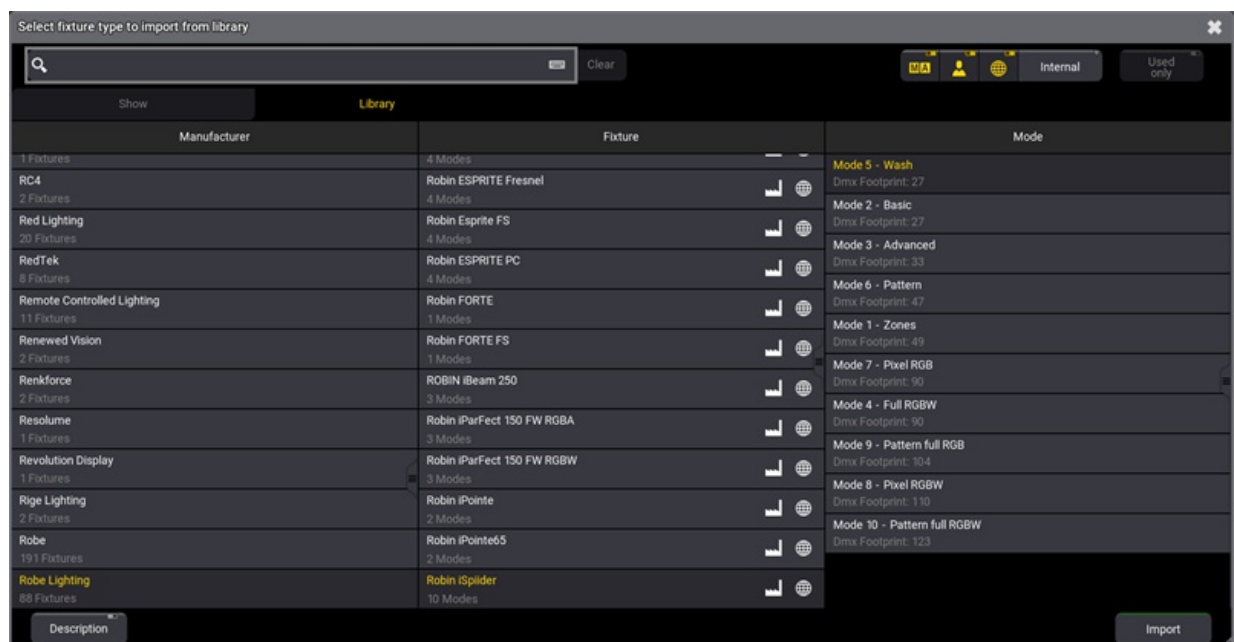 Select fixture type to import from library
Clear
MA
Internal
Used only
Show
Library
Manufacturer
Fixture
Mode
1 Fixtures
RC4
2 Fixtures
Red Lighting
20 Fixtures
RedTek
8 Fixtures
Remote Controlled Lighting
11 Fixtures
Renewed Vision
2 Fixtures
Renkforce
2 Fixtures
Resolume
1 Fixtures
Revolution Display
1 Fixtures
Rige Lighting
2 Fixtures
Robe
191 Fixtures
Robe Lighting
88 Fixtures
4 Modes
Robin ESPRITE Fresnel
4 Modes
Robin Esprite FS
4 Modes
Robin ESPRITE PC
4 Modes
Robin FORTE
1 Modes
Robin FORTE FS
1 Modes
ROBIN iBeam 250
3 Modes
Robin iParFect 150 FW RGBA
3 Modes
Robin iParFect 150 FW RGBW
3 Modes
Robin iPointe
2 Modes
Robin iPointe65
2 Modes
Robin iSpiider
10 Modes
Mode 5 - Wash
Dmx Footprint: 27
Mode 2 - Basic
Dmx Footprint: 27
Mode 3 - Advanced
Dmx Footprint: 33
Mode 6 - Pattern
Dmx Footprint: 47
Mode 1 - Zones
Dmx Footprint: 49
Mode 7 - Pixel RGB
Dmx Footprint: 90
Mode 4 - Full RGBW
Dmx Footprint: 90
Mode 9 - Pattern full RGB
Dmx Footprint: 104
Mode 8 - Pixel RGBW
Dmx Footprint: 110
Mode 10 - Pattern full RGBW
Dmx Footprint: 123
Description
Import